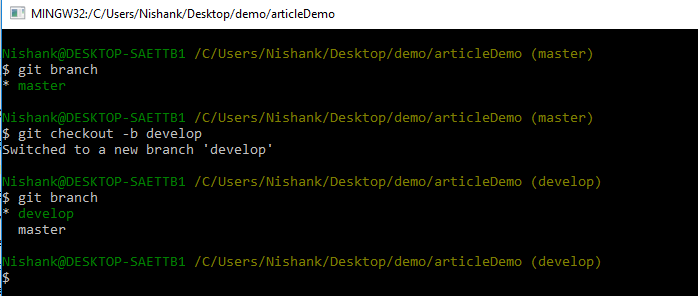 MINGW32:/C/Users/Nishank/Desktop/demo/articleDemo
Nishank@DESKTOP-SAETTB1 /C/Users/Nishank/Desktop/demo/articleDemo (master)
$ git branch
* master
Nishank@DESKTOP-SAETTB1 /C/Users/Nishank/Desktop/demo/articleDemo (master)
$ git checkout -b develop
Switched to a new branch 'develop'
Nishank@DESKTOP-SAETTB1 /C/Users/Nishank/Desktop/demo/articleDemo (develop)
$ git branch
* develop
  master
Nishank@DESKTOP-SAETTB1 /C/Users/Nishank/Desktop/demo/articleDemo (develop)
$